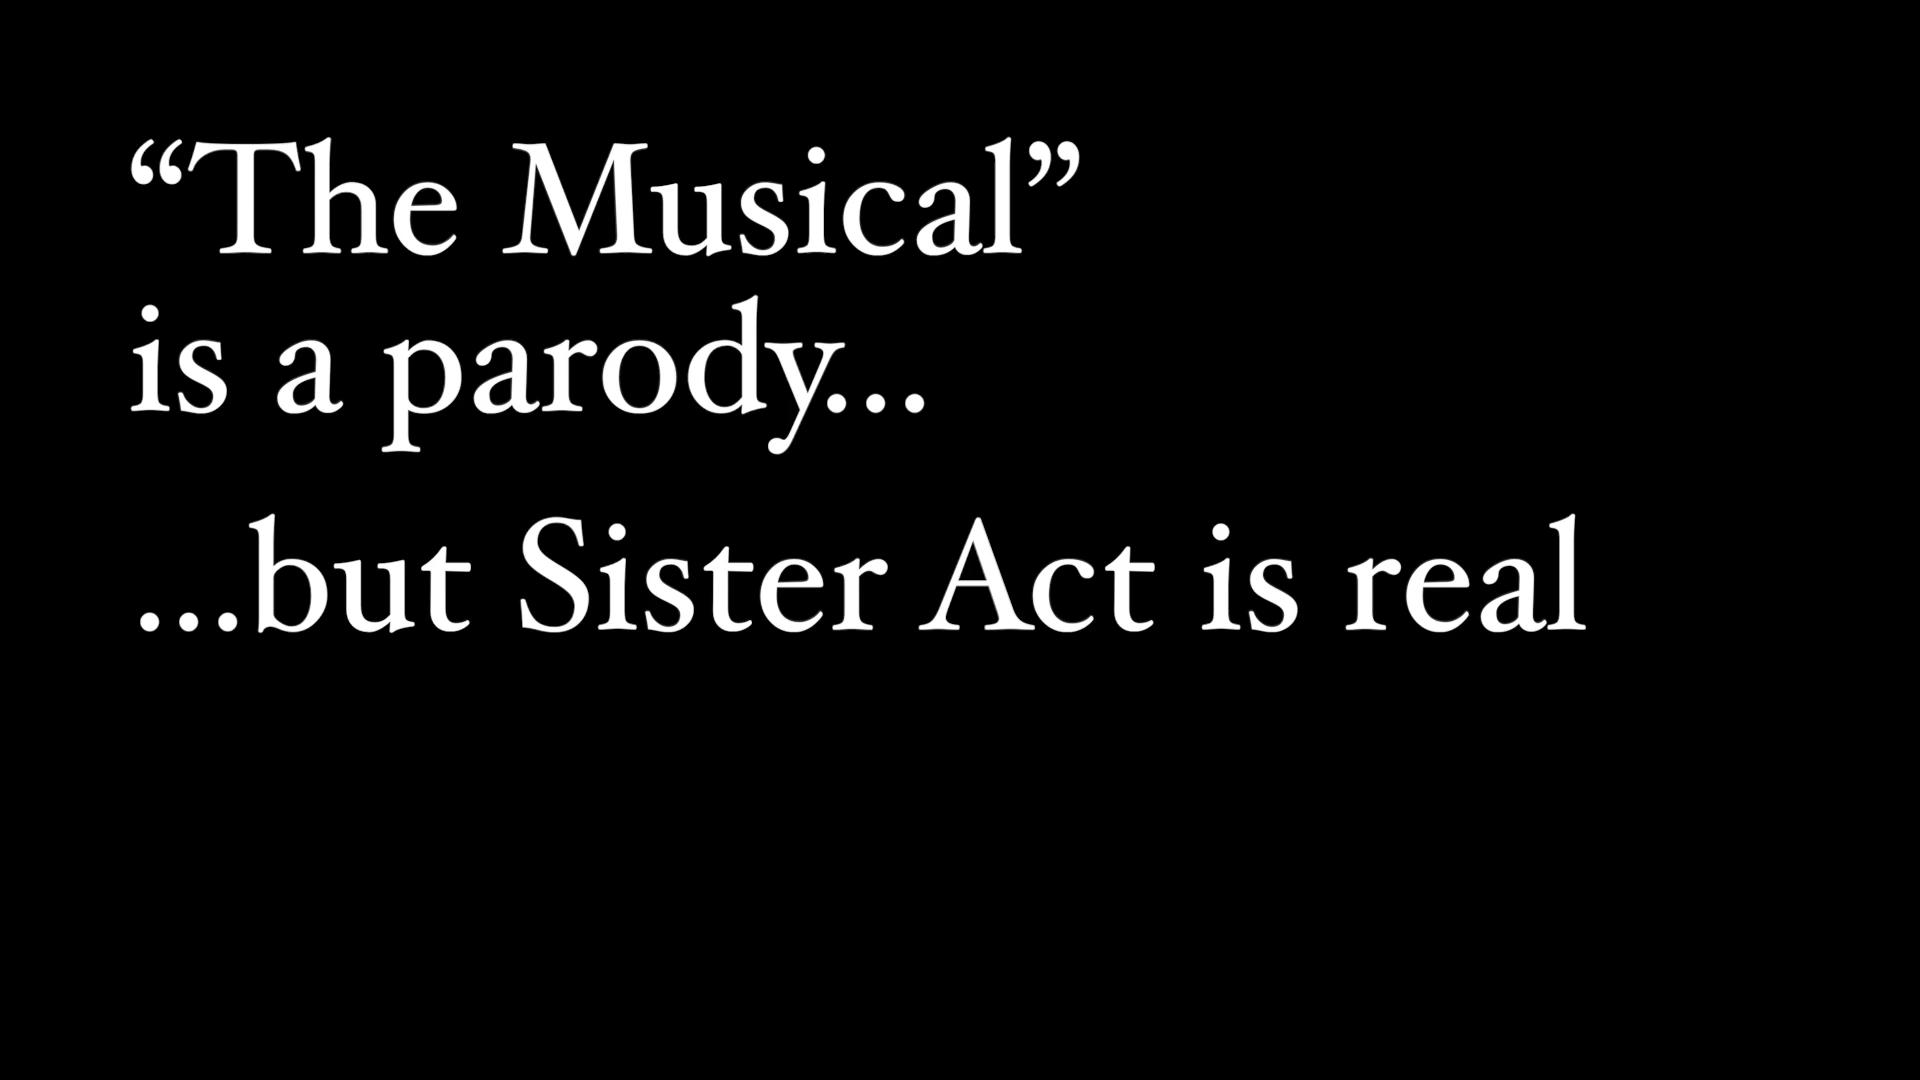 “The Musical”
is a parody...
...but Sister Act is real